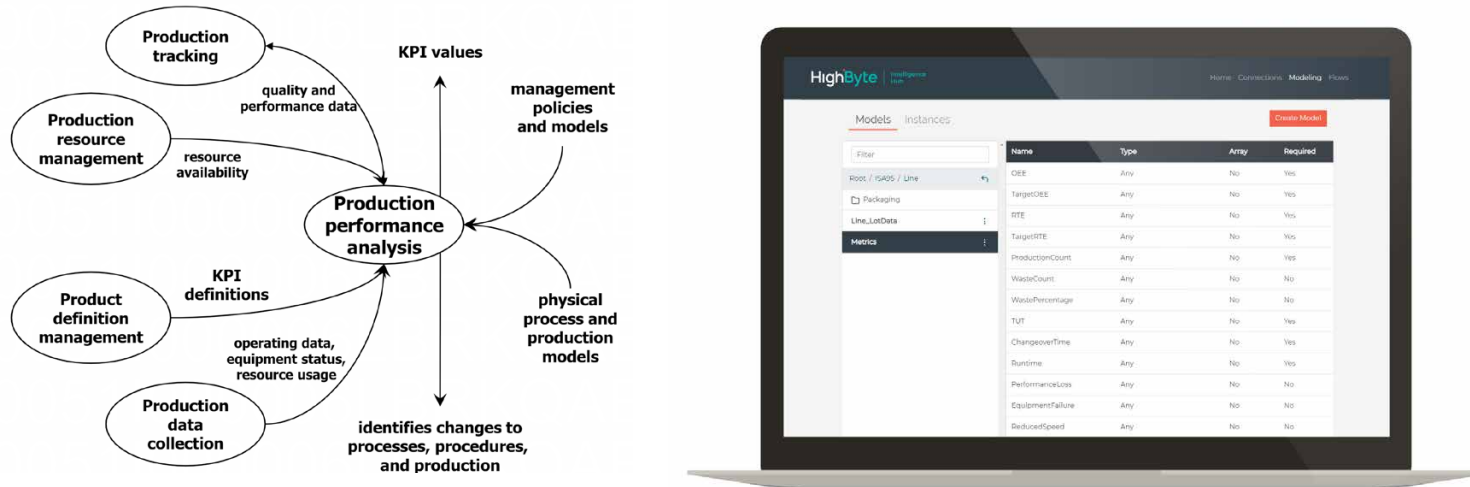 Production
tracking
KPI values
quality and
performance data
management
policies
and models
Production
resource
management
resource
availability
Production
performance
analysis
KPI
definitions
Product
definition
management
physical
process and
production
models
operating data,
equipment status,
resource usage
Production
data
collection
identifies changes to
processes, procedures,
and production
HighByte | Intelligence
Hub
Home Connections Modeling Flows
Models Instances
Create Model
Filter
Root / ISA95 / Line
Packaging
Line_LotData
Metrics
Name Type Array Required
OEE Any No Yes
TargetOEE Any No Yes
RTE Any No Yes
TargetRTE Any No Yes
ProductionCount Any No Yes
WasteCount Any No No
WastePercentage Any No No
TUT Any No Yes
ChangeoverTime Any No Yes
Runtime Any No Yes
PerformanceLoss Any No No
EquipmentFailure Any No No
ReducedSpeed Any No No